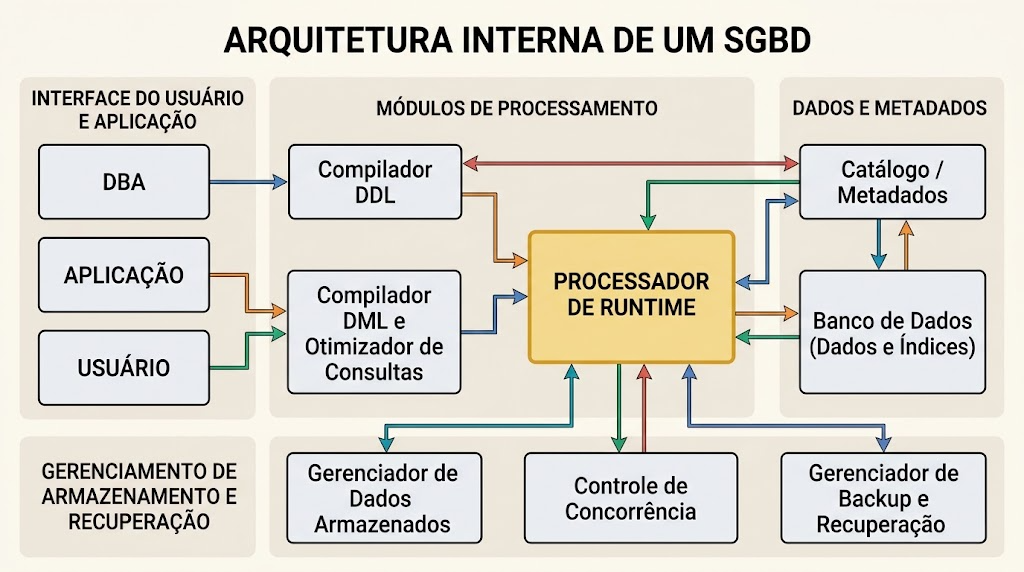 ARQUITETURA INTERNA DE UM SGBD
INTERFACE DO USUÁRIO
E APLICAÇÃO
DBA
APLICAÇÃO
USUÁRIO
MÓDULOS DE PROCESSAMENTO
Compilador
DDL
Compilador
DML e
Otimizador de
Consultas
PROCESSADOR
DE RUNTIME
DADOS E METADADOS
Catálogo /
Metadados
Banco de Dados
(Dados e Índices)
GERENCIAMENTO DE
ARMAZENAMENTO E
RECUPERAÇÃO
Gerenciador de
Dados
Armazenados
Controle de
Concorrência
Gerenciador de
Backup e
Recuperação